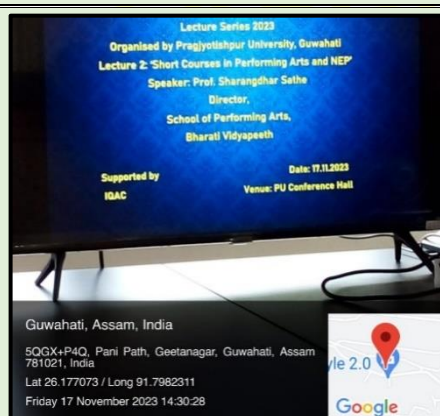 Lecture Series 2023
Organised by Pragjyotishpur University, Guwahati
Lecture 2: 'Short Courses in Performing Arts and NEP'
Speaker: Prof. Sharangdhar Sathe
Director,
School of Performing Arts,
Bharati Vidyapeeth
Supported by
IQAC
Date: 17.11.2023
Venue: PU Conference Hall
Guwahati, Assam, India
5QGX+P4Q, Pani Path, Geetanagar, Guwahati, Assam
781021, India
Lat 26.177073 / Long 91.7982311
Friday 17 November 2023 14:30:28
yle 2.0
Google